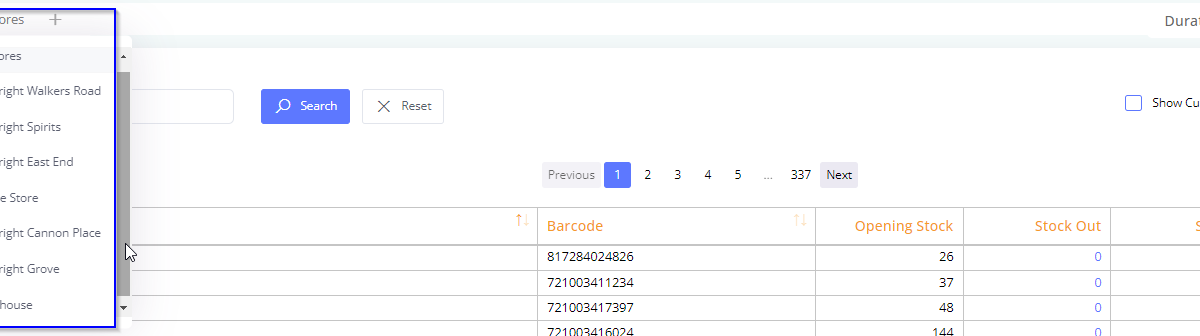 ores +
Durat
ores
right Walkers Road
Search Reset Show Cu
right Spirits
right East End
Previous 1 2 3 4 5 ... 337 Next
e Store
Barcode Opening Stock Stock Out S
right Cannon Place
817284024826 26 0
right Grove
721003411234 37 0
house
721003417397 48 0
721003416024 144 0